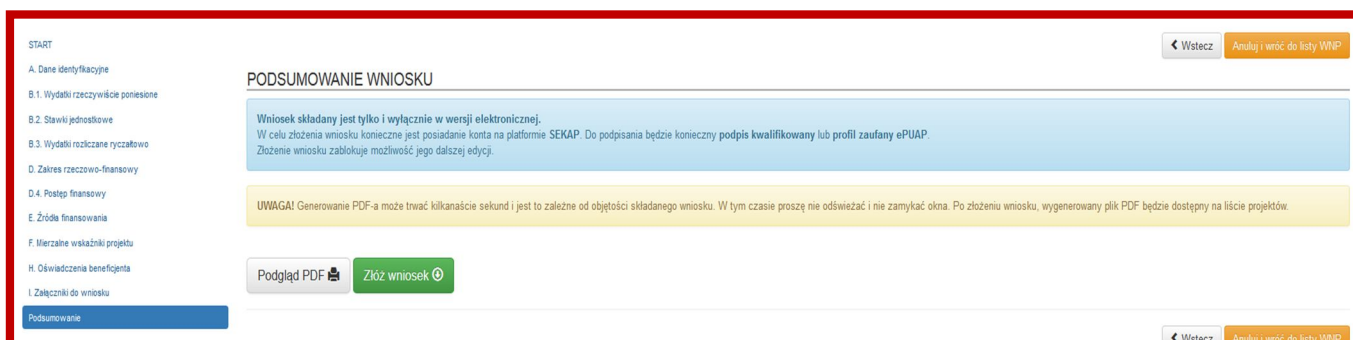 START
A. Dane identyfikacyjne
B.1. Wydatki rzeczywiście poniesione
B.2. Stawki jednostkowe
B.3. Wydatki rozliczane ryczałtowo
D. Zakres rzeczowo-finansowy
D.4. Postęp finansowy
E. Źródła finansowania
F. Mierzalne wskaźniki projektu
H. Oświadczenia beneficjenta
I. Załączniki do wniosku
Podsumowanie
Wstecz Anuluj i wróć do listy WNP
PODSUMOWANIE WNIOSKU
Wniosek składany jest tylko i wyłącznie w wersji elektronicznej.
W celu złożenia wniosku konieczne jest posiadanie konta na platformie SEKAP. Do podpisania będzie konieczny podpis kwalifikowany lub profil zaufany ePUAP.
Złożenie wniosku zablokuje możliwość jego dalszej edycji.
UWAGA! Generowanie PDF-a może trwać kilkanaście sekund i jest to zależne od objętości składanego wniosku. W tym czasie proszę nie odświeżać i nie zamykać okna. Po złożeniu wniosku, wygenerowany plik PDF będzie dostępny na liście projektów.
Podgląd PDF Złóż wniosek
Wstecz Anuluj i wróć do listy WNP